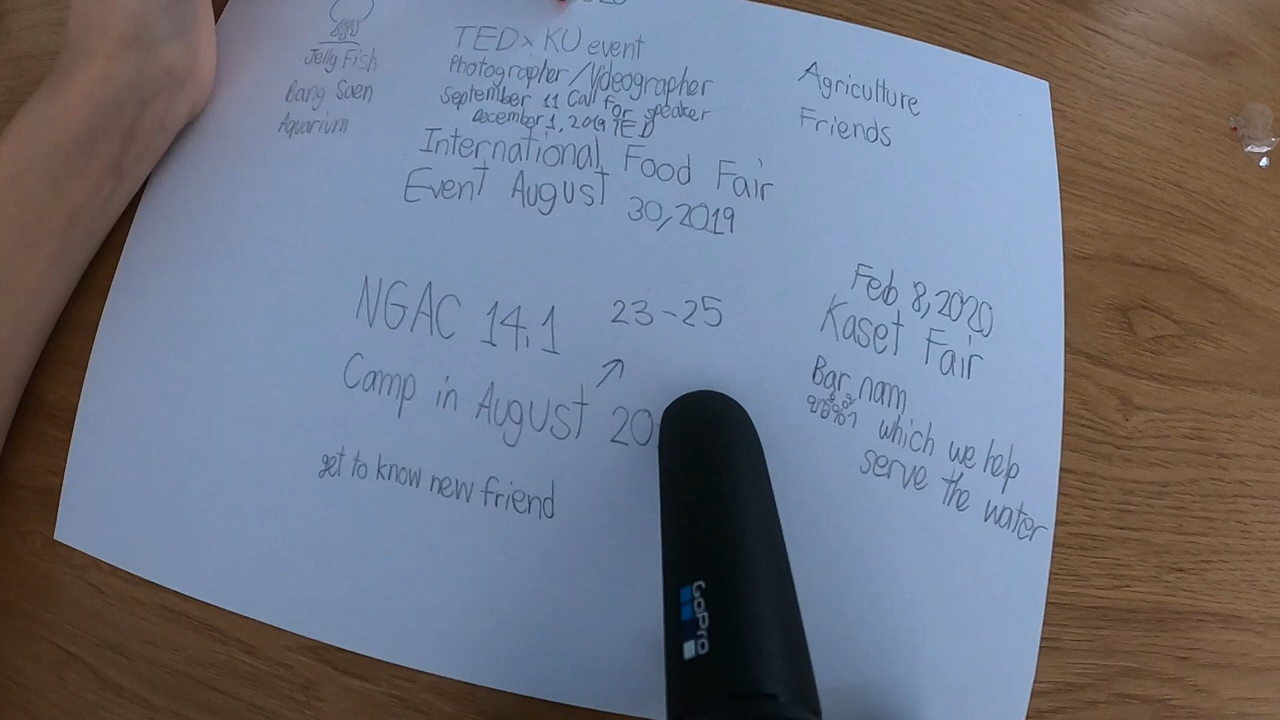 Jelly Fish
Bang Saen
Aquarium
TEDx KU event
Photographer/Videographer
September 11 Call for speaker
December 1, 2019 TED
International Food Fair
Event August
30, 2019
Agriculture
Friends
NGAC 14.1 23-25
Camp in August
get to know new friend
Feb 8, 2020
Kaset Fair
Bar nam
which we help
serve the water
GoPro